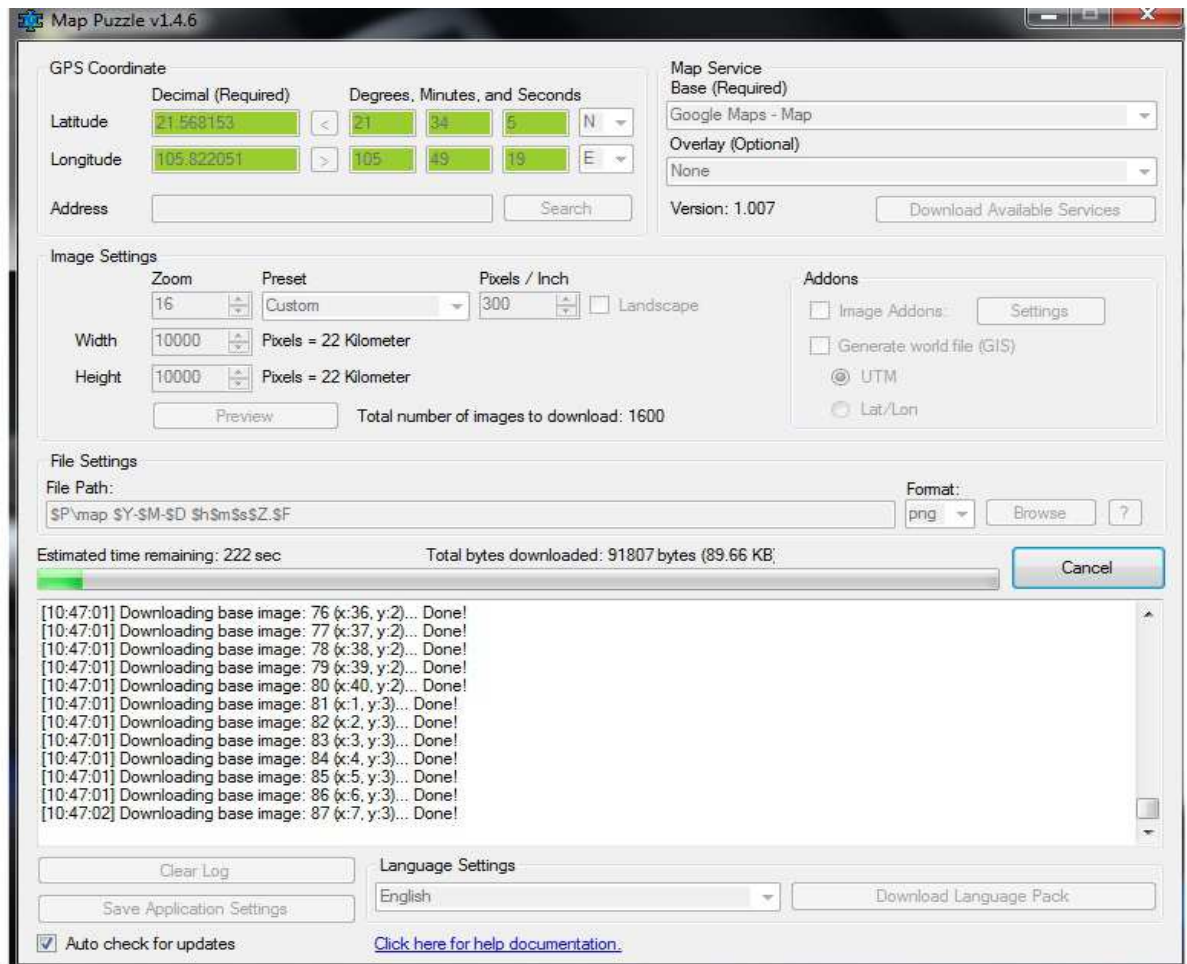 Map Puzzle v1.4.6
GPS Coordinate
Decimal (Required) Degrees, Minutes, and Seconds
Latitude 21.568153 < 21 34 5 N
Longitude 105.822051 > 105 49 19 E
Address Search
Map Service
Base (Required)
Google Maps - Map
Overlay (Optional)
None
Version: 1.007 Download Available Services
Image Settings
Zoom Preset Pixels / Inch
16 Custom 300 Landscape
Width 10000 Pixels = 22 Kilometer
Height 10000 Pixels = 22 Kilometer
Preview Total number of images to download: 1600
Addons
Image Addons: Settings
Generate world file (GIS)
UTM
Lat/Lon
File Settings
File Path: Format:
$P\map $Y-$M-$D $h$m$s$Z.$F png Browse ?
Estimated time remaining: 222 sec Total bytes downloaded: 91807 bytes (89.66 KB)
Cancel
[10:47:01] Downloading base image: 76 (x:36, y:2)... Done!
[10:47:01] Downloading base image: 77 (x:37, y:2)... Done!
[10:47:01] Downloading base image: 78 (x:38, y:2)... Done!
[10:47:01] Downloading base image: 79 (x:39, y:2)... Done!
[10:47:01] Downloading base image: 80 (x:40, y:2)... Done!
[10:47:01] Downloading base image: 81 (x:1, y:3)... Done!
[10:47:01] Downloading base image: 82 (x:2, y:3)... Done!
[10:47:01] Downloading base image: 83 (x:3, y:3)... Done!
[10:47:01] Downloading base image: 84 (x:4, y:3)... Done!
[10:47:01] Downloading base image: 85 (x:5, y:3)... Done!
[10:47:01] Downloading base image: 86 (x:6, y:3)... Done!
[10:47:02] Downloading base image: 87 (x:7, y:3)... Done!
Clear Log
Save Application Settings
Language Settings
English Download Language Pack
Auto check for updates Click here for help documentation.